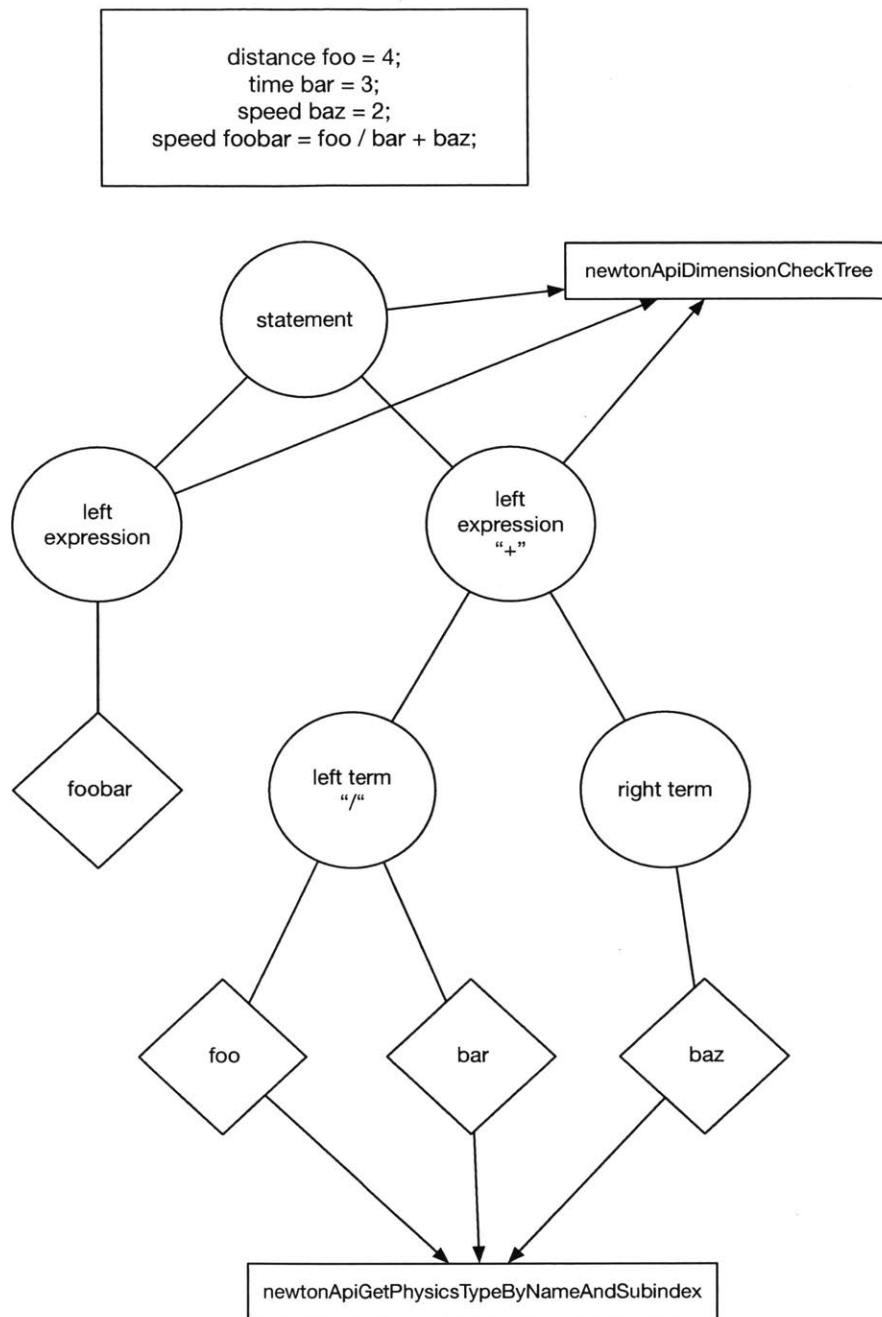 distance foo = 4;
time bar = 3;
speed baz = 2;
speed foobar = foo / bar + baz;
newtonApiDimensionCheckTree
statement
left
expression
left
expression
“+”
foobar
left term
“/“
right term
foo
bar
baz
newtonApiGetPhysicsTypeByNameAndSubindex